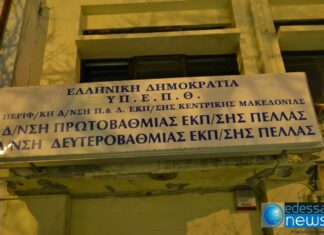 ΕΛΛΗΝΙΚΗ ΔΗΜΟΚΡΑΤΙΑ
Υ Π . Ε . Π . Θ .
ΠΕΡΙΦ/ΚΗ Δ/ΝΣΗ Π.& Δ. ΕΚΠ/ΣΗΣ ΚΕΝΤΡΙΚΗΣ ΜΑΚΕΔΟΝΙΑΣ
Δ/ΝΣΗ ΠΡΩΤΟΒΑΘΜΙΑΣ ΕΚΠ/ΣΗΣ ΠΕΛΛΑΣ
Δ/ΝΣΗ ΔΕΥΤΕΡΟΒΑΘΜΙΑΣ ΕΚΠ/ΣΗΣ ΠΕΛΛΑΣ
edessa
news